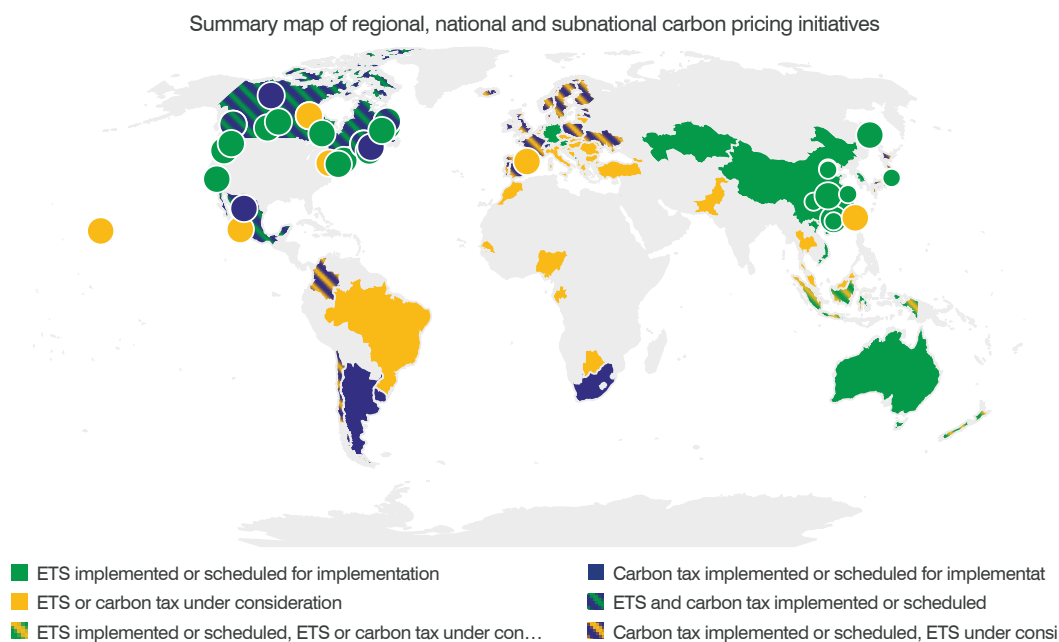 Summary map of regional, national and subnational carbon pricing initiatives
ETS implemented or scheduled for implementation
Carbon tax implemented or scheduled for implementat
ETS or carbon tax under consideration
ETS and carbon tax implemented or scheduled
ETS implemented or scheduled, ETS or carbon tax under con…
Carbon tax implemented or scheduled, ETS under consi